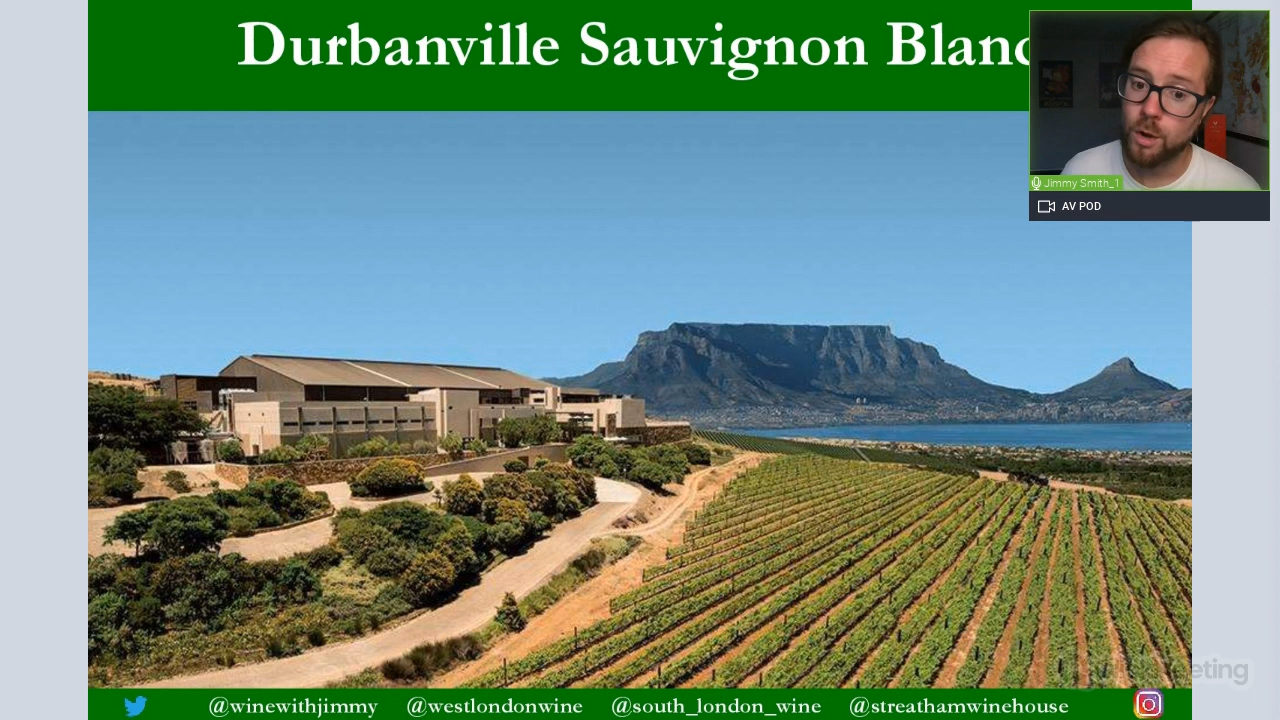 Durbanville Sauvignon Blanc
Jimmy Smith_1
AV POD
@winewithjimmy @westlondonwine @south_london_wine @streathamwinehouse